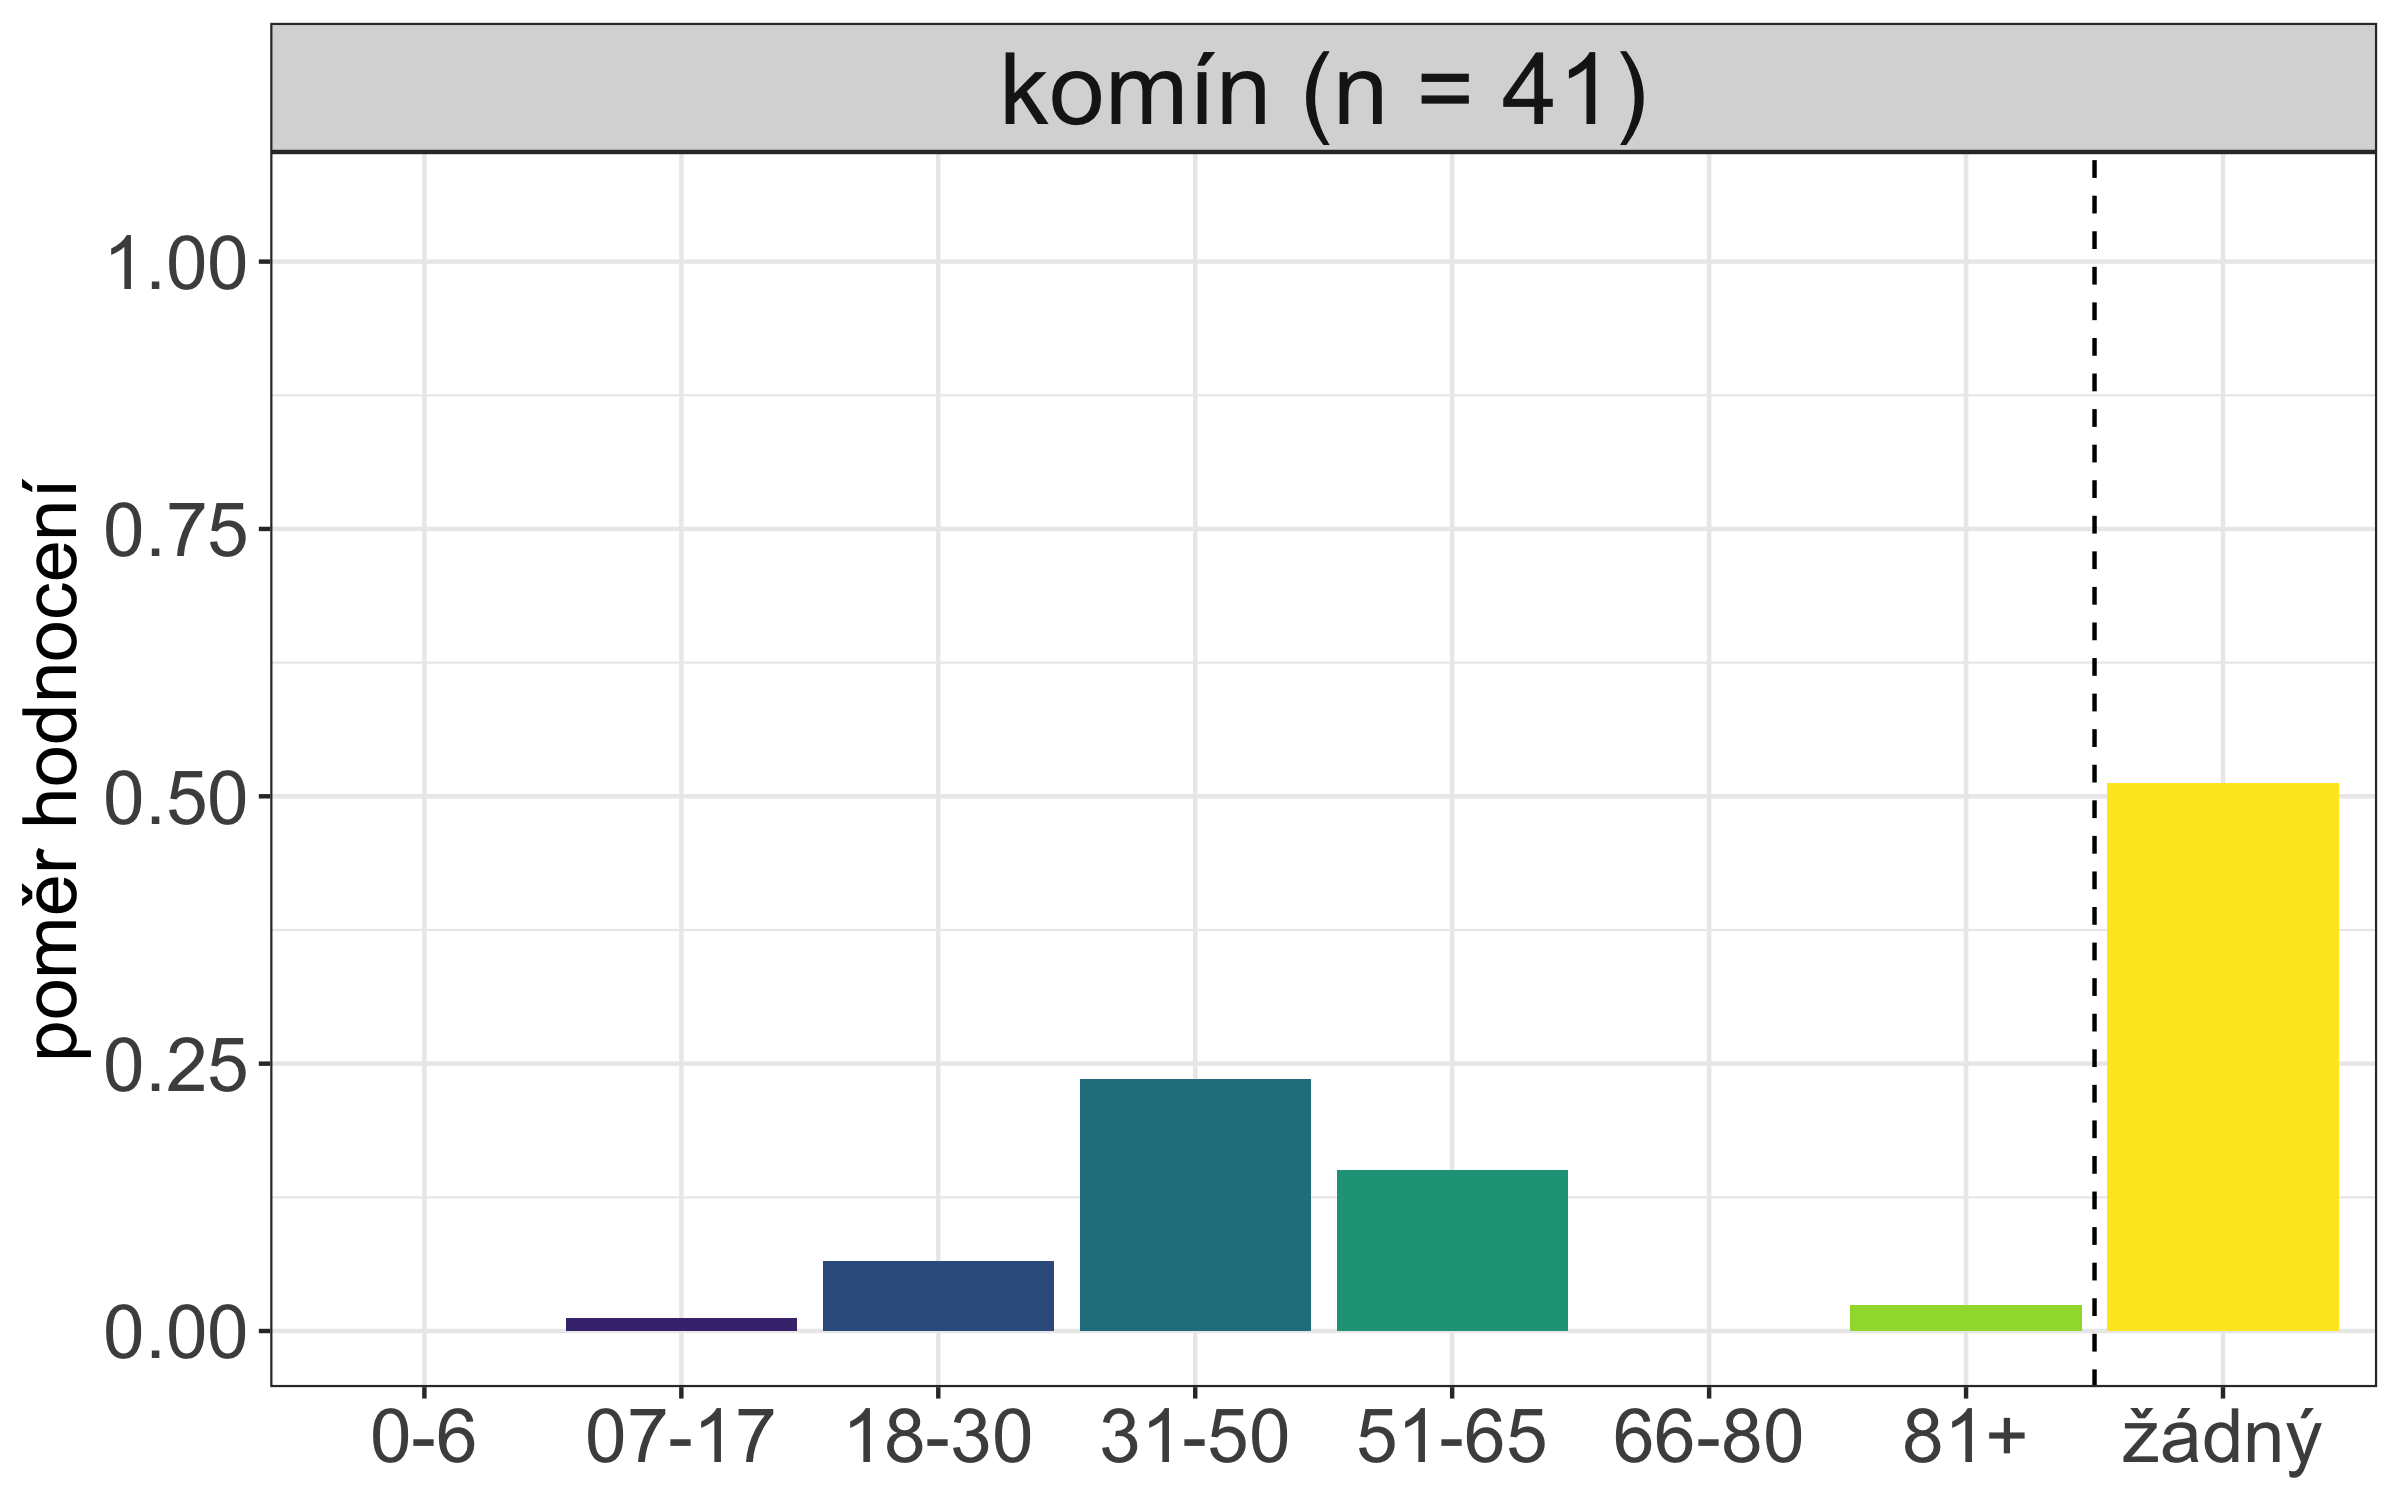 komín (n = 41)
poměr hodnocení
1.00
0.75
0.50
0.25
0.00
0-6 07-17 18-30 31-50 51-65 66-80 81+ žádný